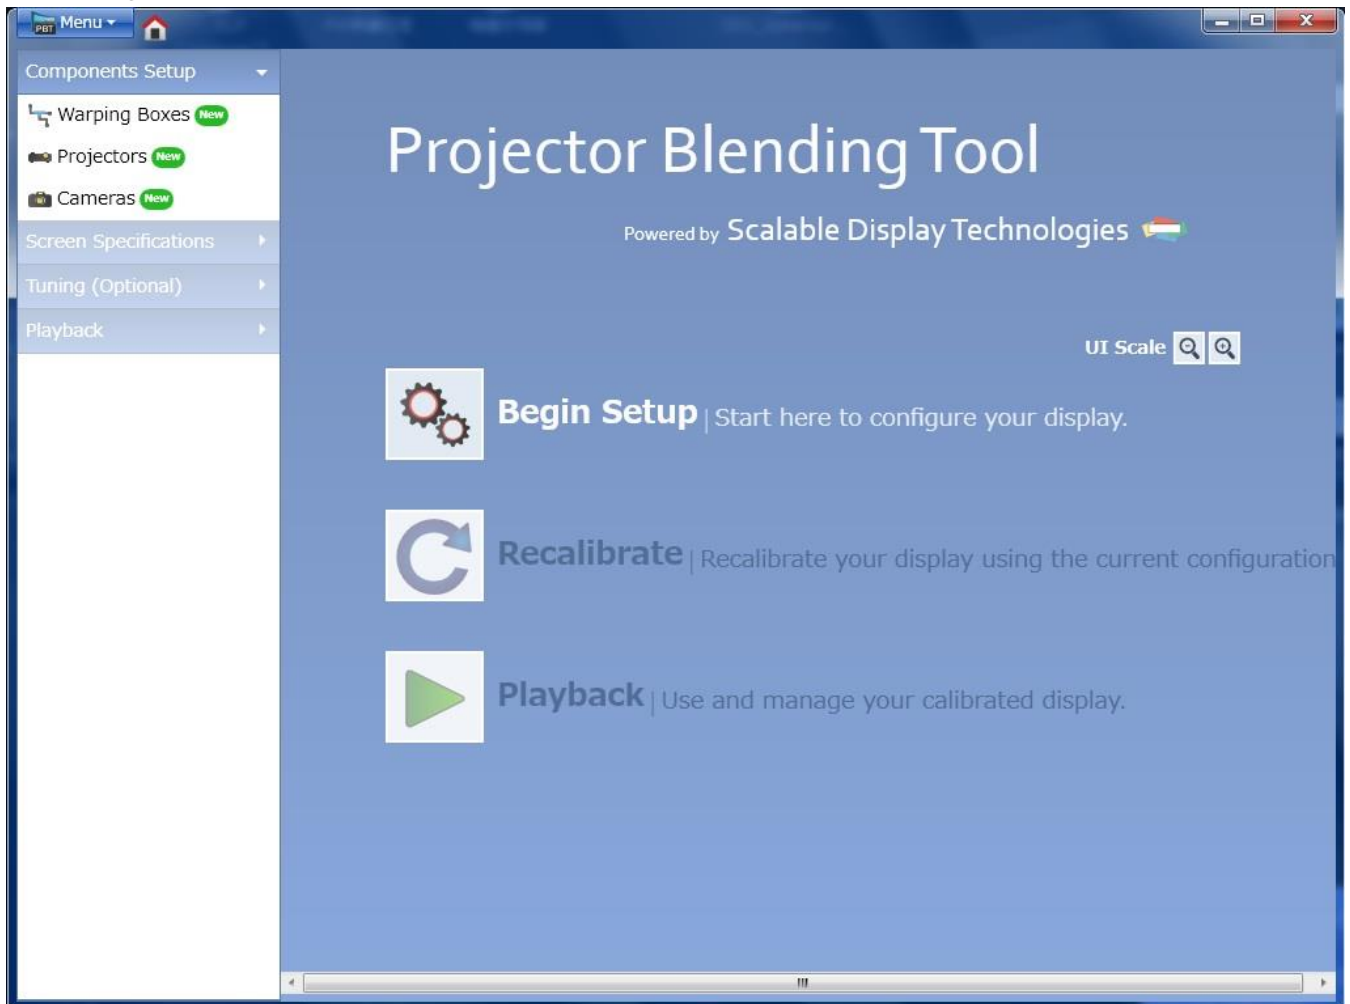 PBT Menu
Components Setup
Warping Boxes New
Projectors New
Cameras New
Screen Specifications
Tuning (Optional)
Playback
Projector Blending Tool
Powered by Scalable Display Technologies
UI Scale
Begin Setup | Start here to configure your display.
Recalibrate | Recalibrate your display using the current configuration
Playback | Use and manage your calibrated display.